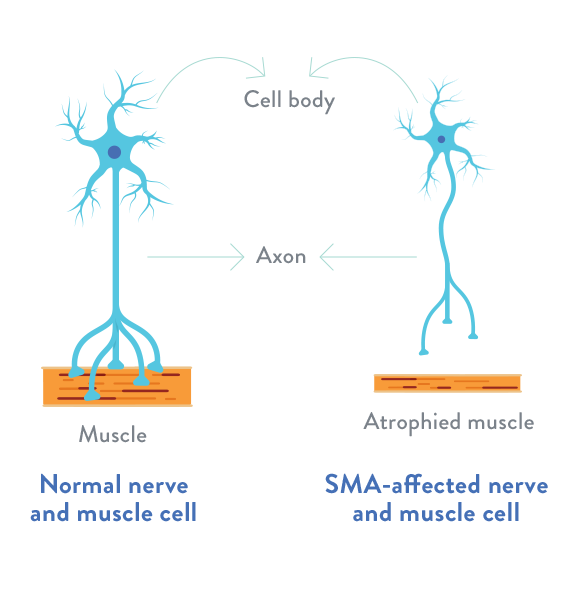 Cell body
Axon
Muscle
Atrophied muscle
Normal nerve
and muscle cell
SMA-affected nerve
and muscle cell